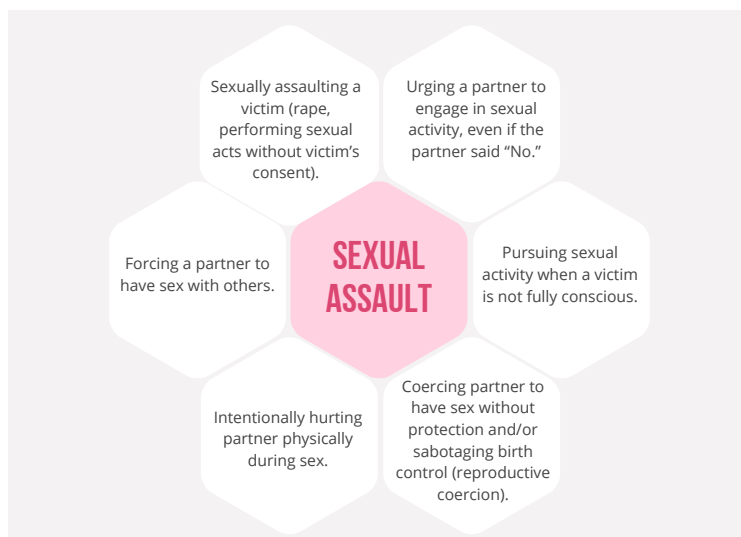 Sexually assaulting a
victim (rape,
performing sexual
acts without victim’s
consent).
Urging a partner to
engage in sexual
activity, even if the
partner said “No.”
Forcing a partner to
have sex with others.
SEXUAL
ASSAULT
Pursuing sexual
activity when a victim
is not fully conscious.
Intentionally hurting
partner physically
during sex.
Coercing partner to
have sex without
protection and/or
sabotaging birth
control (reproductive
coercion).